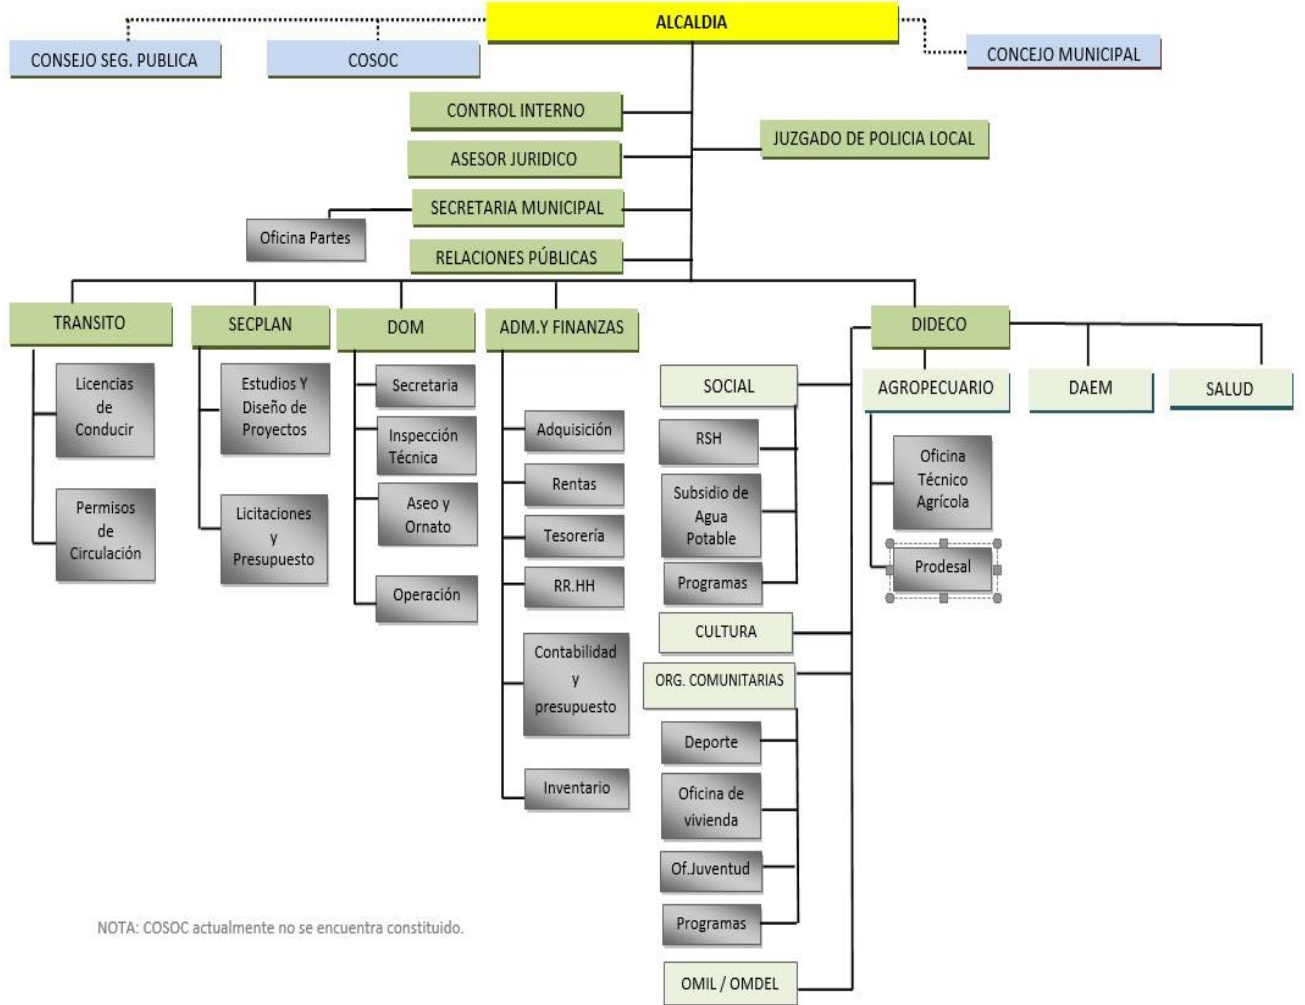 ALCALDIA
CONSEJO SEG. PUBLICA
COSOC
CONCEJO MUNICIPAL
CONTROL INTERNO
JUZGADO DE POLICIA LOCAL
ASESOR JURIDICO
SECRETARIA MUNICIPAL
Oficina Partes
RELACIONES PÚBLICAS
TRANSITO
SECPLAN
DOM
ADM.Y FINANZAS
DIDECO
Licencias
de
Conducir
Permisos
de
Circulación
Estudios Y
Diseño de
Proyectos
Licitaciones
y
Presupuesto
Secretaria
Inspección
Técnica
Aseo y
Ornato
Operación
Adquisición
Rentas
Tesorería
RR.HH
Contabilidad
y
presupuesto
Inventario
SOCIAL
RSH
Subsidio de
Agua
Potable
Programas
CULTURA
ORG. COMUNITARIAS
Deporte
Oficina de
vivienda
Of.Juventud
Programas
OMIL / OMDEL
AGROPECUARIO
Oficina
Técnico
Agrícola
Prodesal
DAEM
SALUD
NOTA: COSOC actualmente no se encuentra constituido.